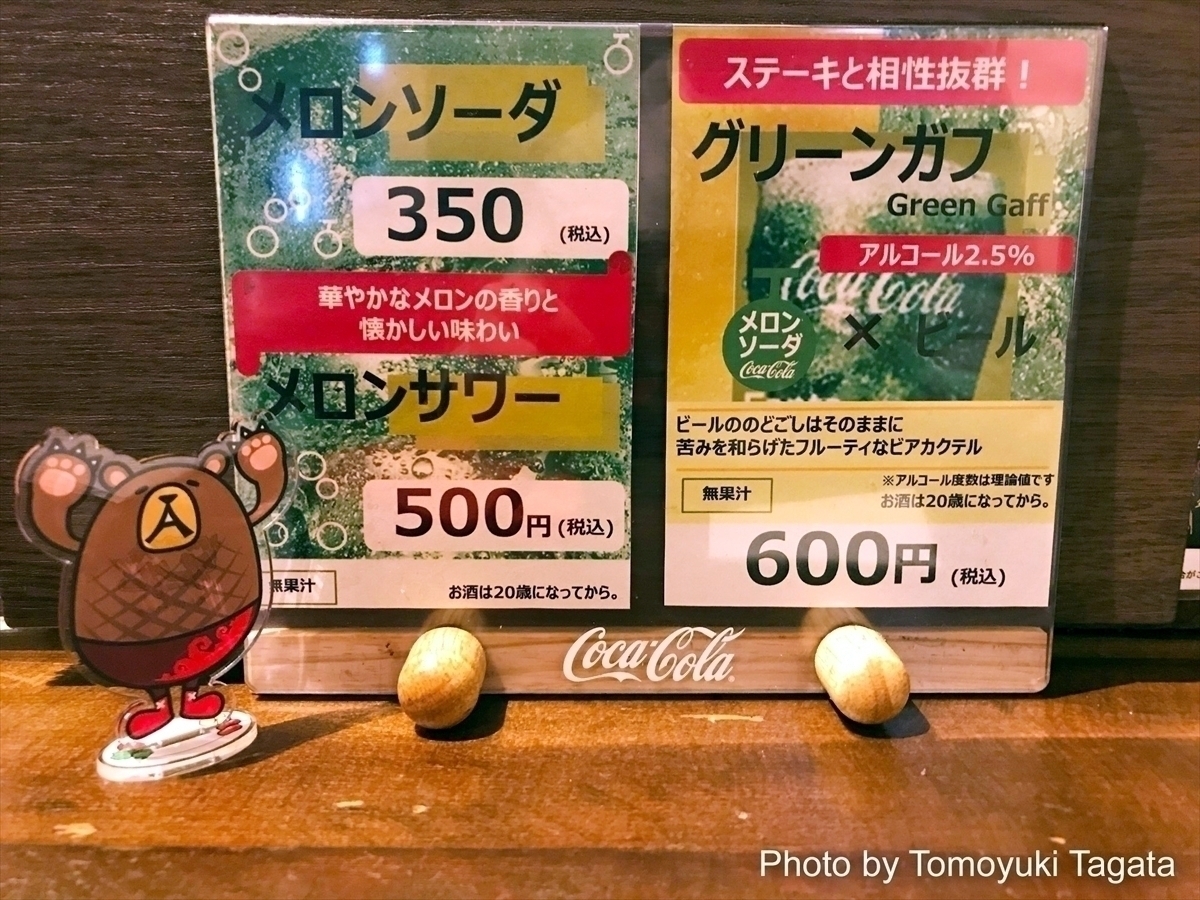 メロンソーダ
350 (税込)
華やかなメロンの香りと
懐かしい味わい
メロンサワー
500円 (税込)
無果汁
お酒は20歳になってから。
ステーキと相性抜群！
グリーンガフ
Green Gaff
アルコール2.5%
Coca Cola
メロン
ソーダ
Coca-Cola
× ビール
ビールののどごしはそのままに
苦みを和らげたフルーティなビアカクテル
※アルコール度数は理論値です
無果汁
お酒は20歳になってから。
600円 (税込)
Coca-Cola
A
Photo by Tomoyuki Tagata